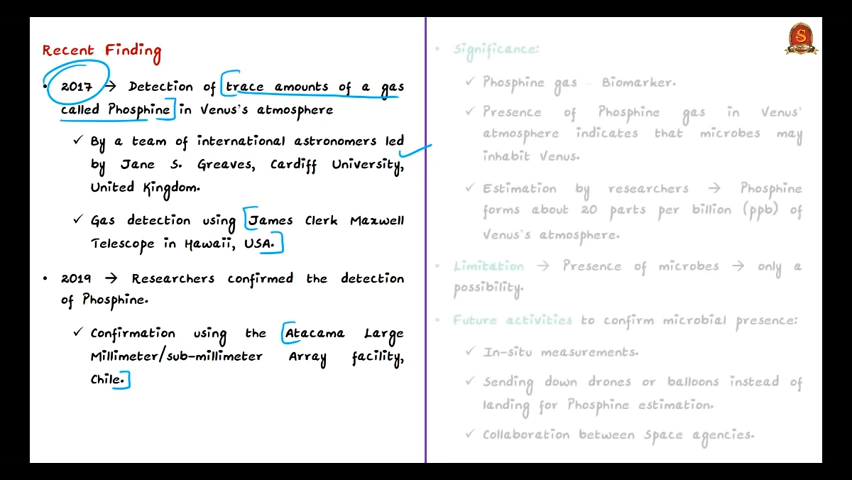 Recent Finding
• 2017 → Detection of trace amounts of a gas
called Phosphine in Venus's atmosphere
✓ By a team of international astronomers led
by Jane S. Greaves, Cardiff University,
United Kingdom.
✓ Gas detection using James Clerk Maxwell
Telescope in Hawaii, USA.
• 2019 → Researchers confirmed the detection
of Phosphine.
✓ Confirmation using the Atacama Large
Millimeter/sub-millimeter Array facility,
Chile.
• Significance:
✓ Phosphine gas - Biomarker.
✓ Presence of Phosphine gas in Venus'
atmosphere indicates that microbes may
inhabit Venus.
✓ Estimation by researchers → Phosphine
forms about 20 parts per billion (ppb) of
Venus's atmosphere.
• Limitation → Presence of microbes → only a
possibility.
• Future activities to confirm microbial presence:
✓ In-situ measurements.
✓ Sending down drones or balloons instead of
landing for Phosphine estimation.
✓ Collaboration between Space agencies.